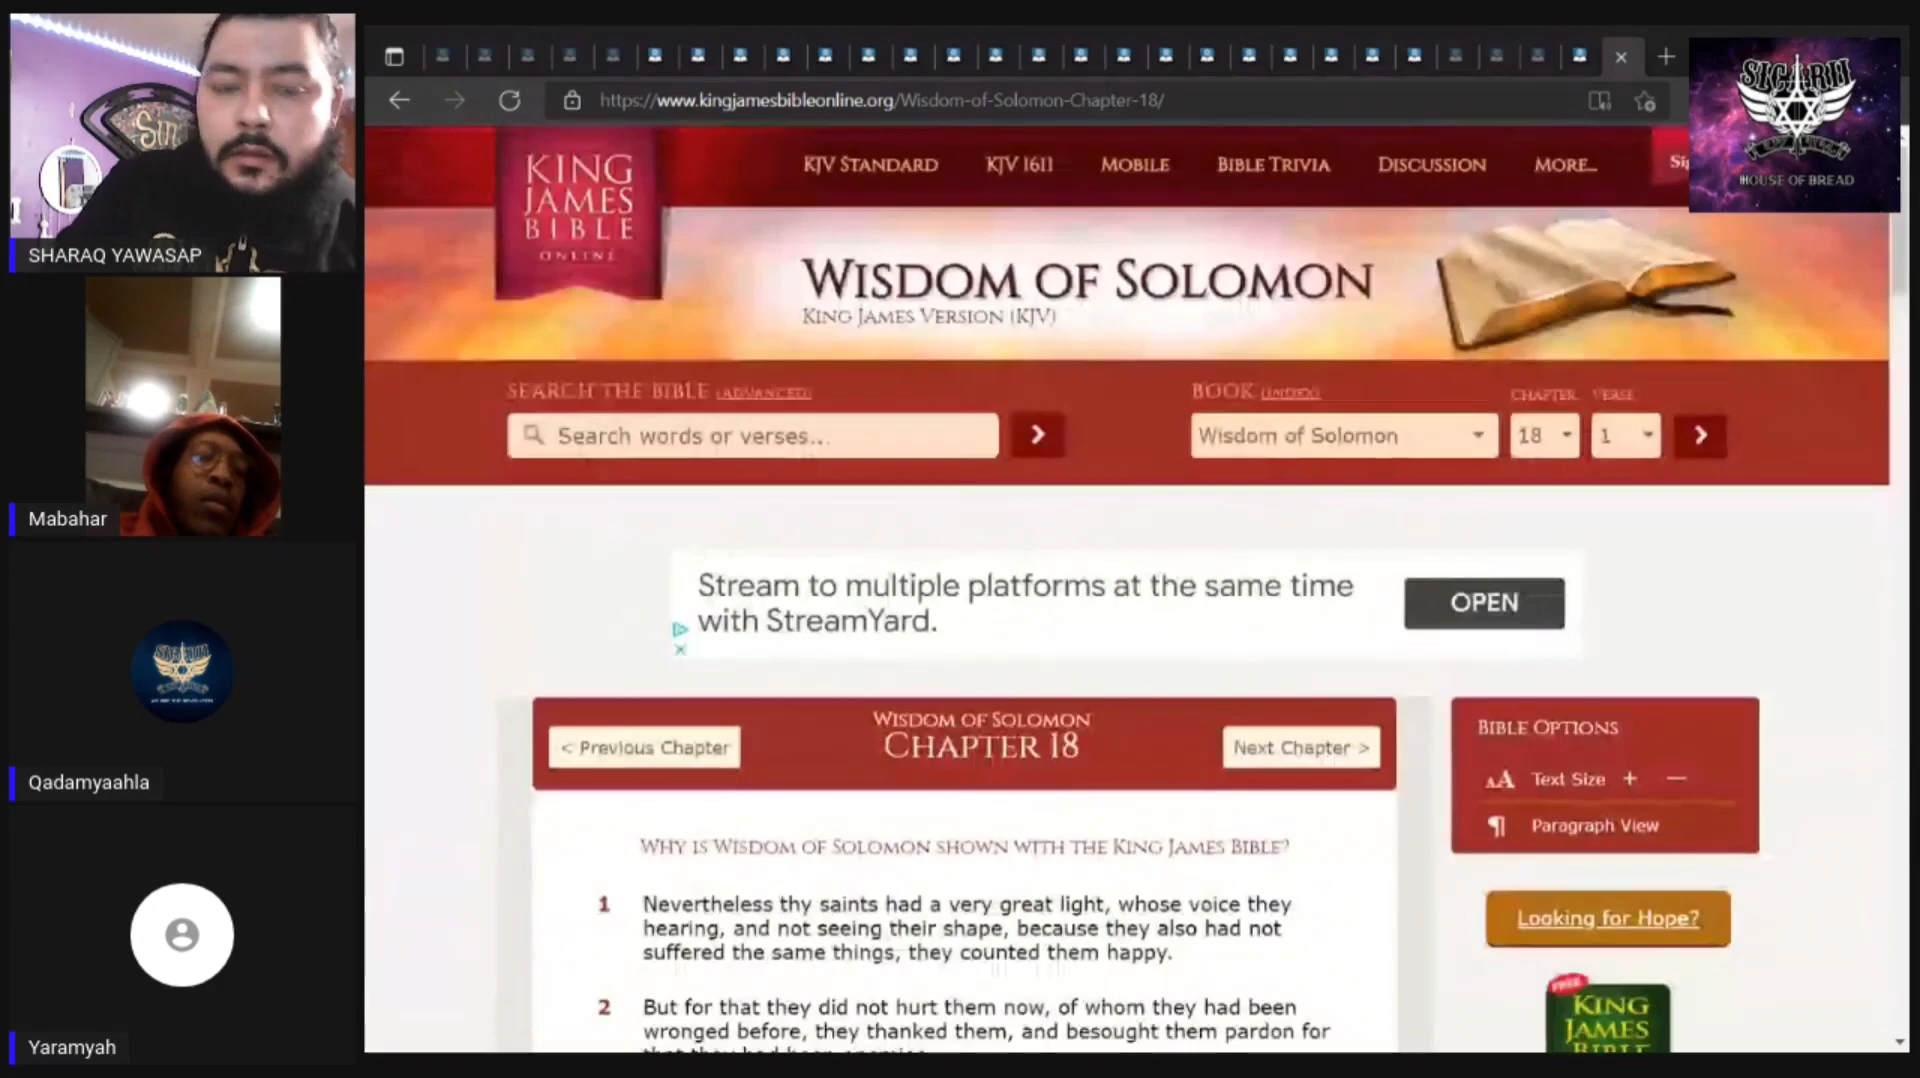 SHARAQ YAWASAP
Mabahar
Qadamyaahla
Yaramyah
https://www.kingjamesbibleonline.org/Wisdom-of-Solomon-Chapter-18/
SICARII
HOUSE OF BREAD
KING
JAMES
BIBLE
ONLINE
KJV STANDARD
KJV 1611
MOBILE
BIBLE TRIVIA
DISCUSSION
MORE...
WISDOM OF SOLOMON
KING JAMES VERSION (KJV)
SEARCH THE BIBLE (ADVANCED)
Search words or verses...
BOOK (INDEX)
CHAPTER
VERSE
Wisdom of Solomon
18
1
Stream to multiple platforms at the same time
with StreamYard.
OPEN
< Previous Chapter
WISDOM OF SOLOMON
CHAPTER 18
Next Chapter >
WHY IS WISDOM OF SOLOMON SHOWN WITH THE KING JAMES BIBLE?
1 Nevertheless thy saints had a very great light, whose voice they
hearing, and not seeing their shape, because they also had not
suffered the same things, they counted them happy.
2 But for that they did not hurt them now, of whom they had been
wronged before, they thanked them, and besought them pardon for
BIBLE OPTIONS
AA Text Size + —
¶ Paragraph View
Looking for Hope?
FREE
KING
JAMES
BIBLE